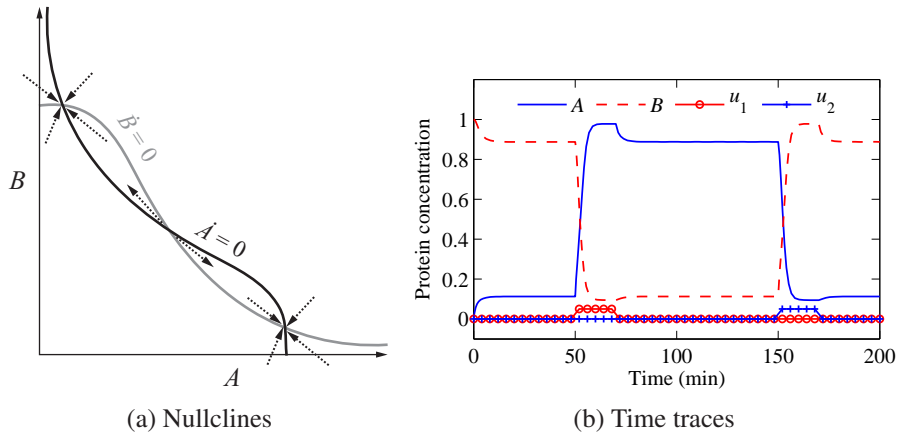 B
Ḃ = 0
Ȧ = 0
A
(a) Nullclines
A B u₁ u₂
Protein concentration
1
0.8
0.6
0.4
0.2
0
0 50 100 150 200
Time (min)
(b) Time traces